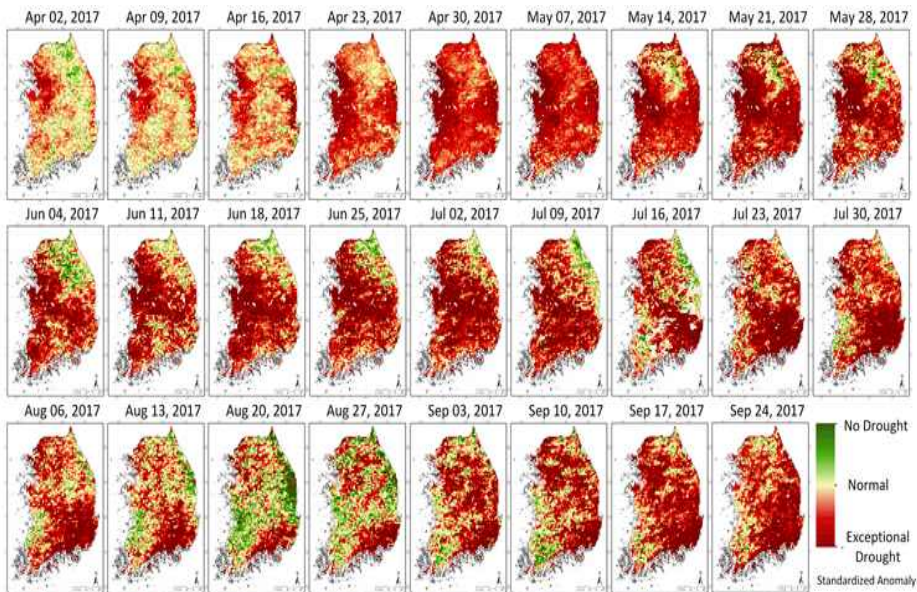 Apr 02, 2017 Apr 09, 2017 Apr 16, 2017 Apr 23, 2017 Apr 30, 2017 May 07, 2017 May 14, 2017 May 21, 2017 May 28, 2017
Jun 04, 2017 Jun 11, 2017 Jun 18, 2017 Jun 25, 2017 Jul 02, 2017 Jul 09, 2017 Jul 16, 2017 Jul 23, 2017 Jul 30, 2017
Aug 06, 2017 Aug 13, 2017 Aug 20, 2017 Aug 27, 2017 Sep 03, 2017 Sep 10, 2017 Sep 17, 2017 Sep 24, 2017
No Drought
Normal
Exceptional
Drought
Standardized Anomaly